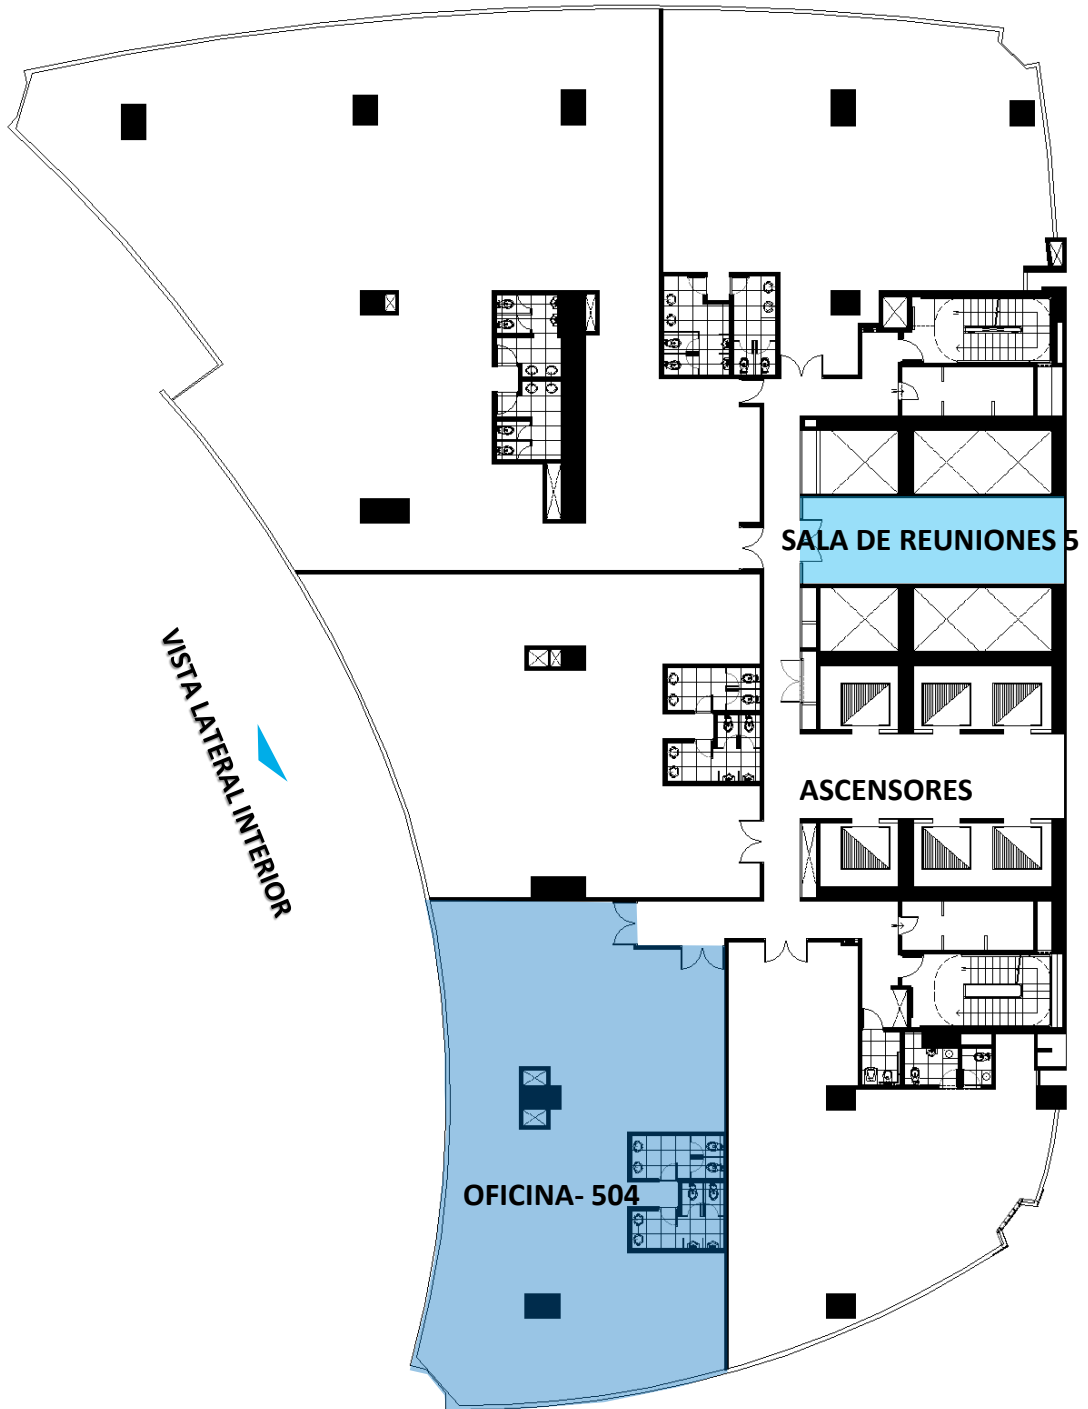 SALA DE REUNIONES 5
VISTA LATERAL INTERIOR
ASCENSORES
OFICINA- 504